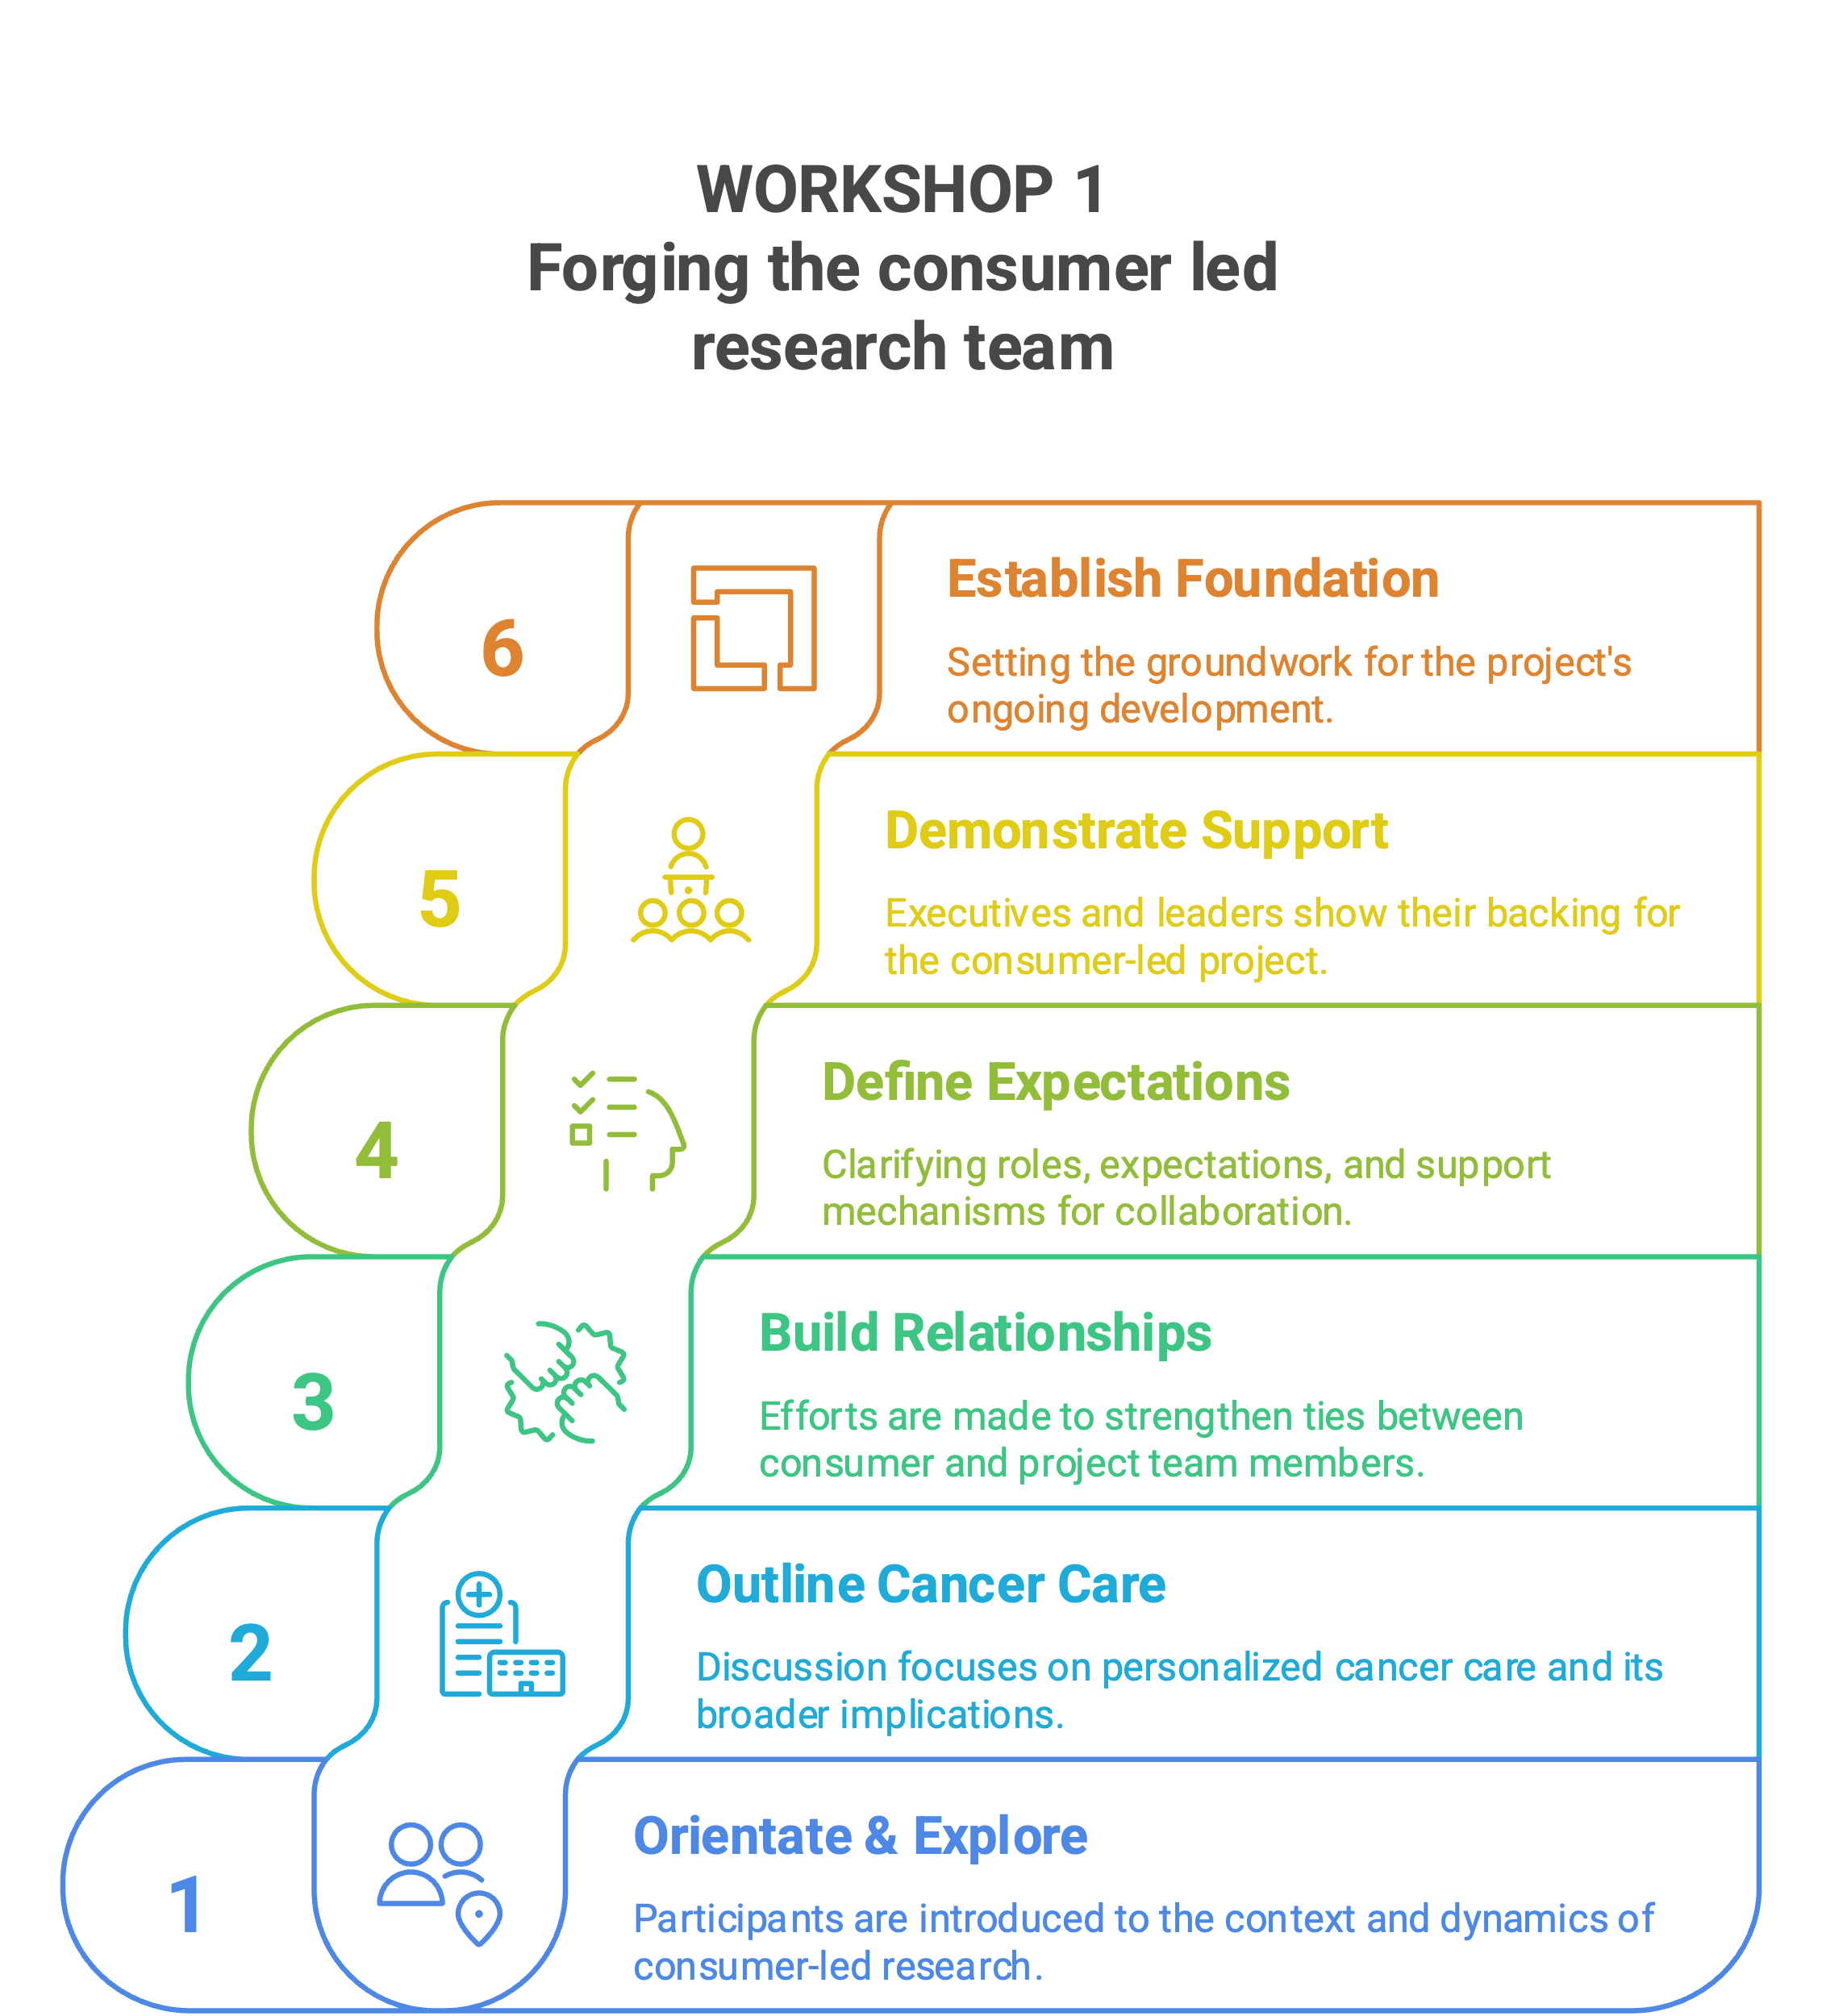 WORKSHOP 1
Forging the consumer led
research team
6
Establish Foundation
Setting the groundwork for the project's
ongoing development.
5
Demonstrate Support
Executives and leaders show their backing for
the consumer-led project.
4
Define Expectations
Clarifying roles, expectations, and support
mechanisms for collaboration.
3
Build Relationships
Efforts are made to strengthen ties between
consumer and project team members.
2
Outline Cancer Care
Discussion focuses on personalized cancer care and its
broader implications.
1
Orientate & Explore
Participants are introduced to the context and dynamics of
consumer-led research.